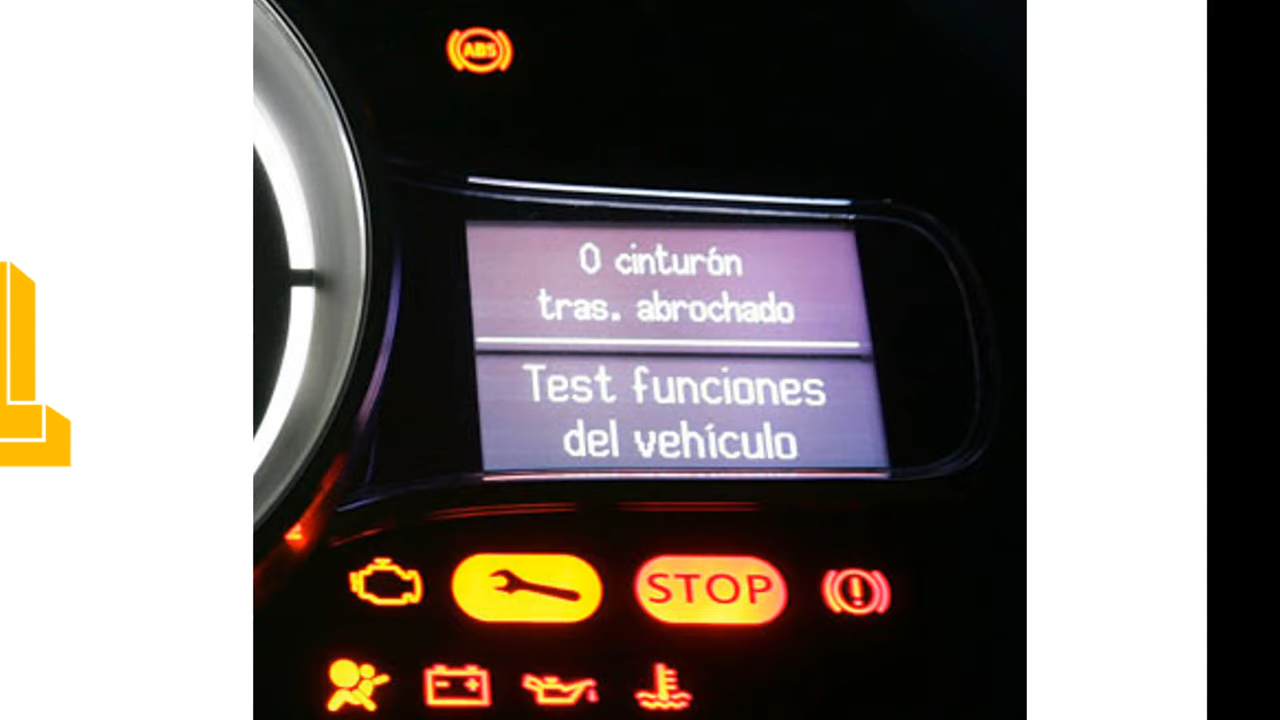 ABS
0 cinturón
tras. abrochado
Test funciones
del vehículo
STOP